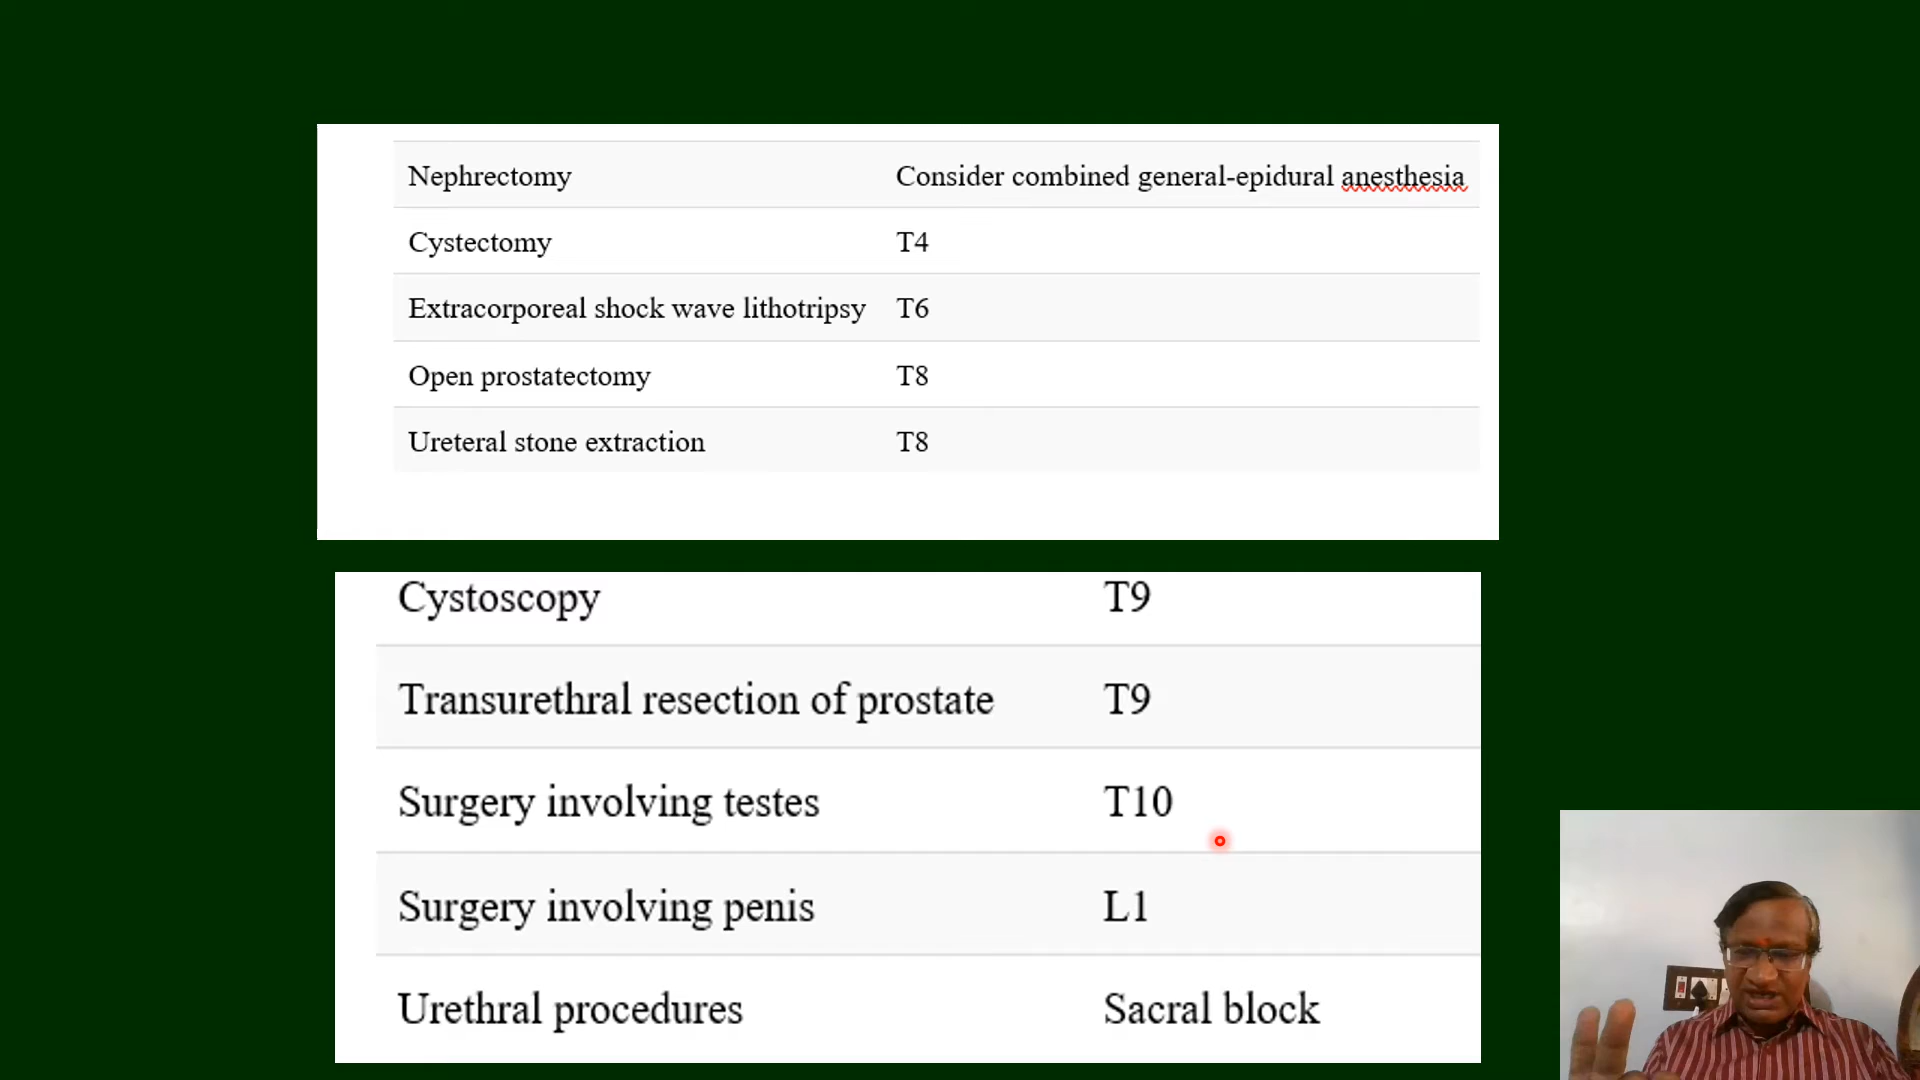 Nephrectomy Consider combined general-epidural anesthesia
Cystectomy T4
Extracorporeal shock wave lithotripsy T6
Open prostatectomy T8
Ureteral stone extraction T8
Cystoscopy T9
Transurethral resection of prostate T9
Surgery involving testes T10
Surgery involving penis L1
Urethral procedures Sacral block